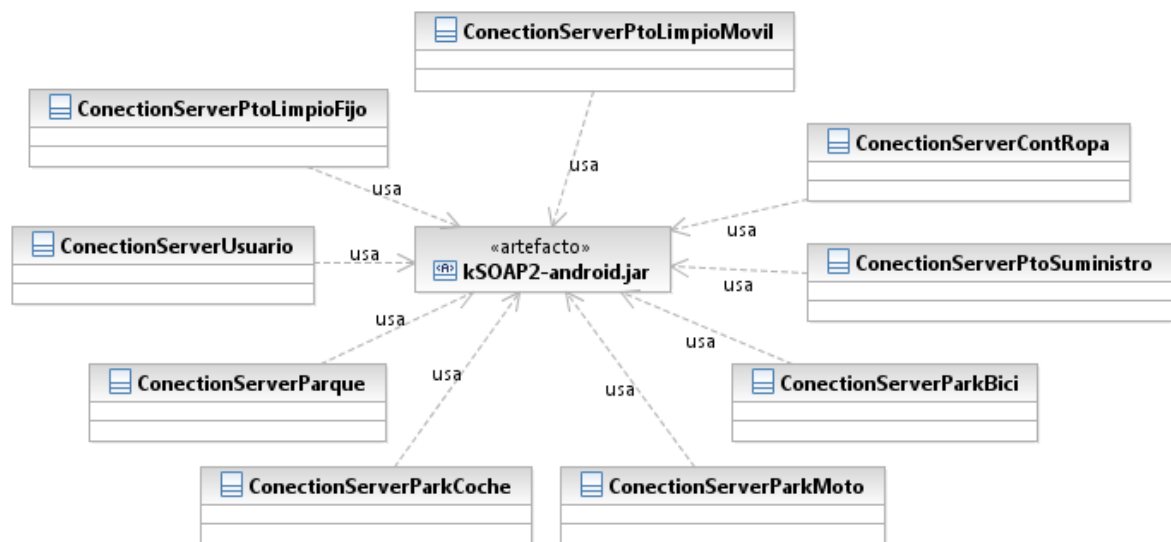 ConectionServerPtoLimpioMovil
ConectionServerPtoLimpioFijo
ConectionServerContRopa
usa
usa
usa
ConectionServerUsuario
usa
«artefacto»
kSOAP2-android.jar
ConectionServerPtoSuministro
usa
usa
usa
usa
usa
ConectionServerParque
ConectionServerParkBici
ConectionServerParkCoche
ConectionServerParkMoto